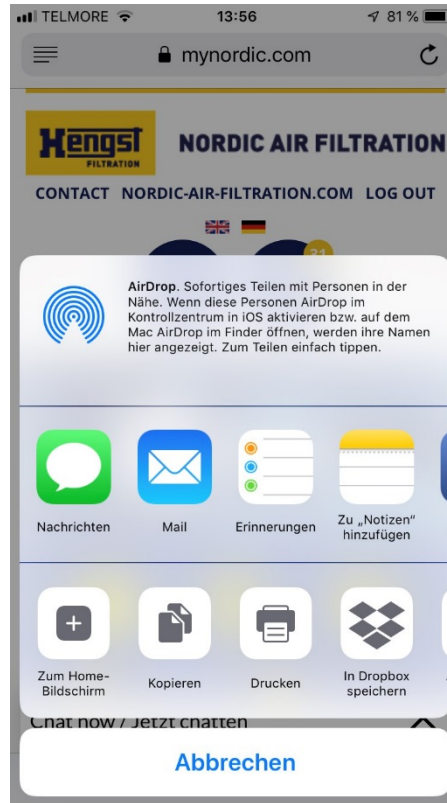 TELMORE 13:56 81 %
mynordic.com
Hengst
FILTRATION
NORDIC AIR FILTRATION
CONTACT NORDIC-AIR-FILTRATION.COM LOG OUT
31
AirDrop. Sofortiges Teilen mit Personen in der
Nähe. Wenn diese Personen AirDrop im
Kontrollzentrum in iOS aktivieren bzw. auf dem
Mac AirDrop im Finder öffnen, werden ihre Namen
hier angezeigt. Zum Teilen einfach tippen.
Nachrichten Mail Erinnerungen Zu „Notizen“
hinzufügen
Zum Home-
Bildschirm Kopieren Drucken In Dropbox
speichern
Chat now / Jetzt chatten
Abbrechen